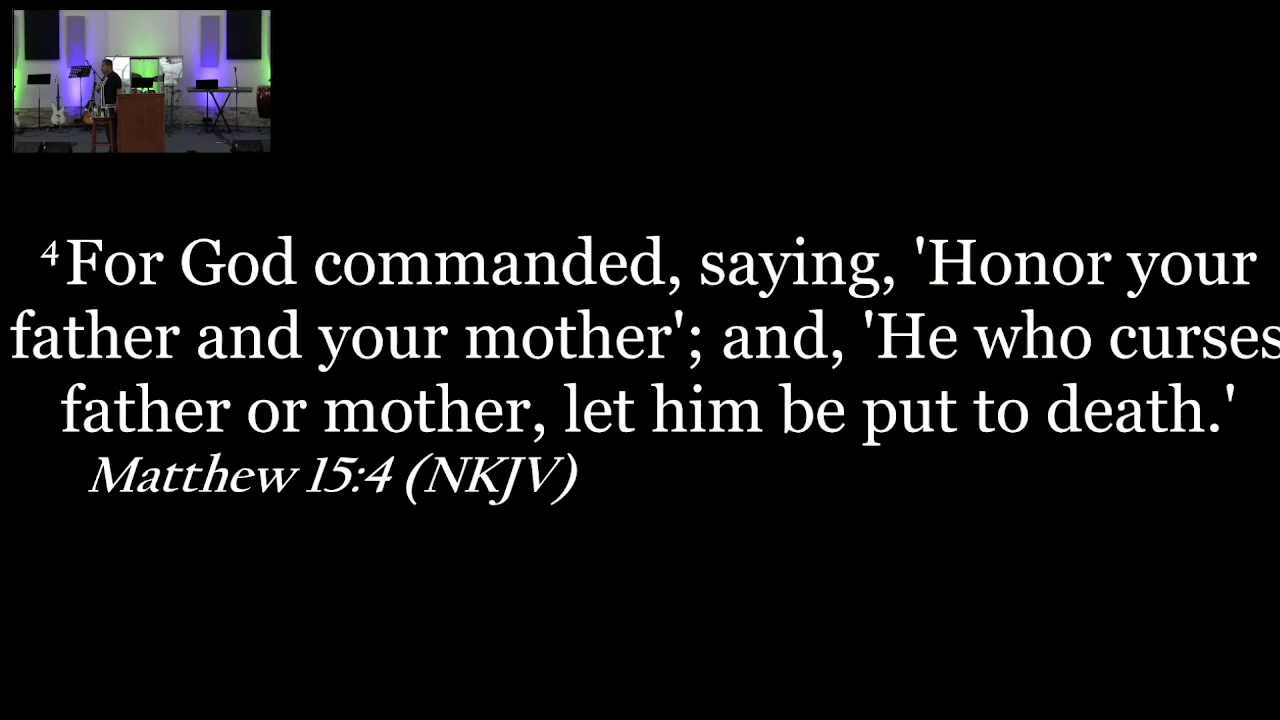 4For God commanded, saying, 'Honor your
father and your mother'; and, 'He who curses
father or mother, let him be put to death.'
Matthew 15:4 (NKJV)